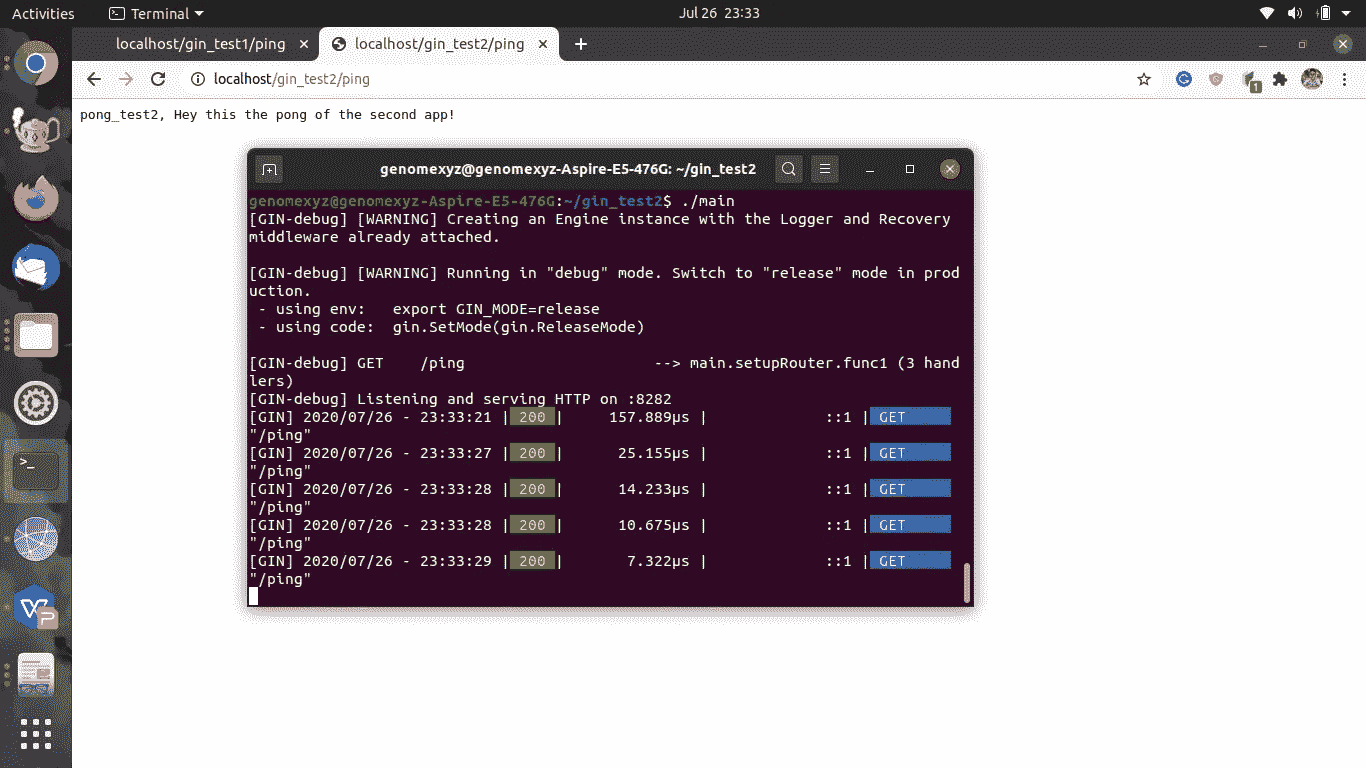 Activities Terminal Jul 26 23:33
localhost/gin_test1/ping localhost/gin_test2/ping
localhost/gin_test2/ping 1
pong_test2, Hey this the pong of the second app!
genomexyz@genomexyz-Aspire-E5-476G: ~/gin_test2
genomexyz@genomexyz-Aspire-E5-476G:~/gin_test2$ ./main
[GIN-debug] [WARNING] Creating an Engine instance with the Logger and Recovery
middleware already attached.
[GIN-debug] [WARNING] Running in "debug" mode. Switch to "release" mode in prod
uction.
- using env: export GIN_MODE=release
- using code: gin.SetMode(gin.ReleaseMode)
[GIN-debug] GET /ping --> main.setupRouter.func1 (3 hand
lers)
[GIN-debug] Listening and serving HTTP on :8282
[GIN] 2020/07/26 - 23:33:21 | 200 | 157.889µs | ::1 | GET
"/ping"
[GIN] 2020/07/26 - 23:33:27 | 200 | 25.155µs | ::1 | GET
"/ping"
[GIN] 2020/07/26 - 23:33:28 | 200 | 14.233µs | ::1 | GET
"/ping"
[GIN] 2020/07/26 - 23:33:28 | 200 | 10.675µs | ::1 | GET
"/ping"
[GIN] 2020/07/26 - 23:33:29 | 200 | 7.322µs | ::1 | GET
"/ping"